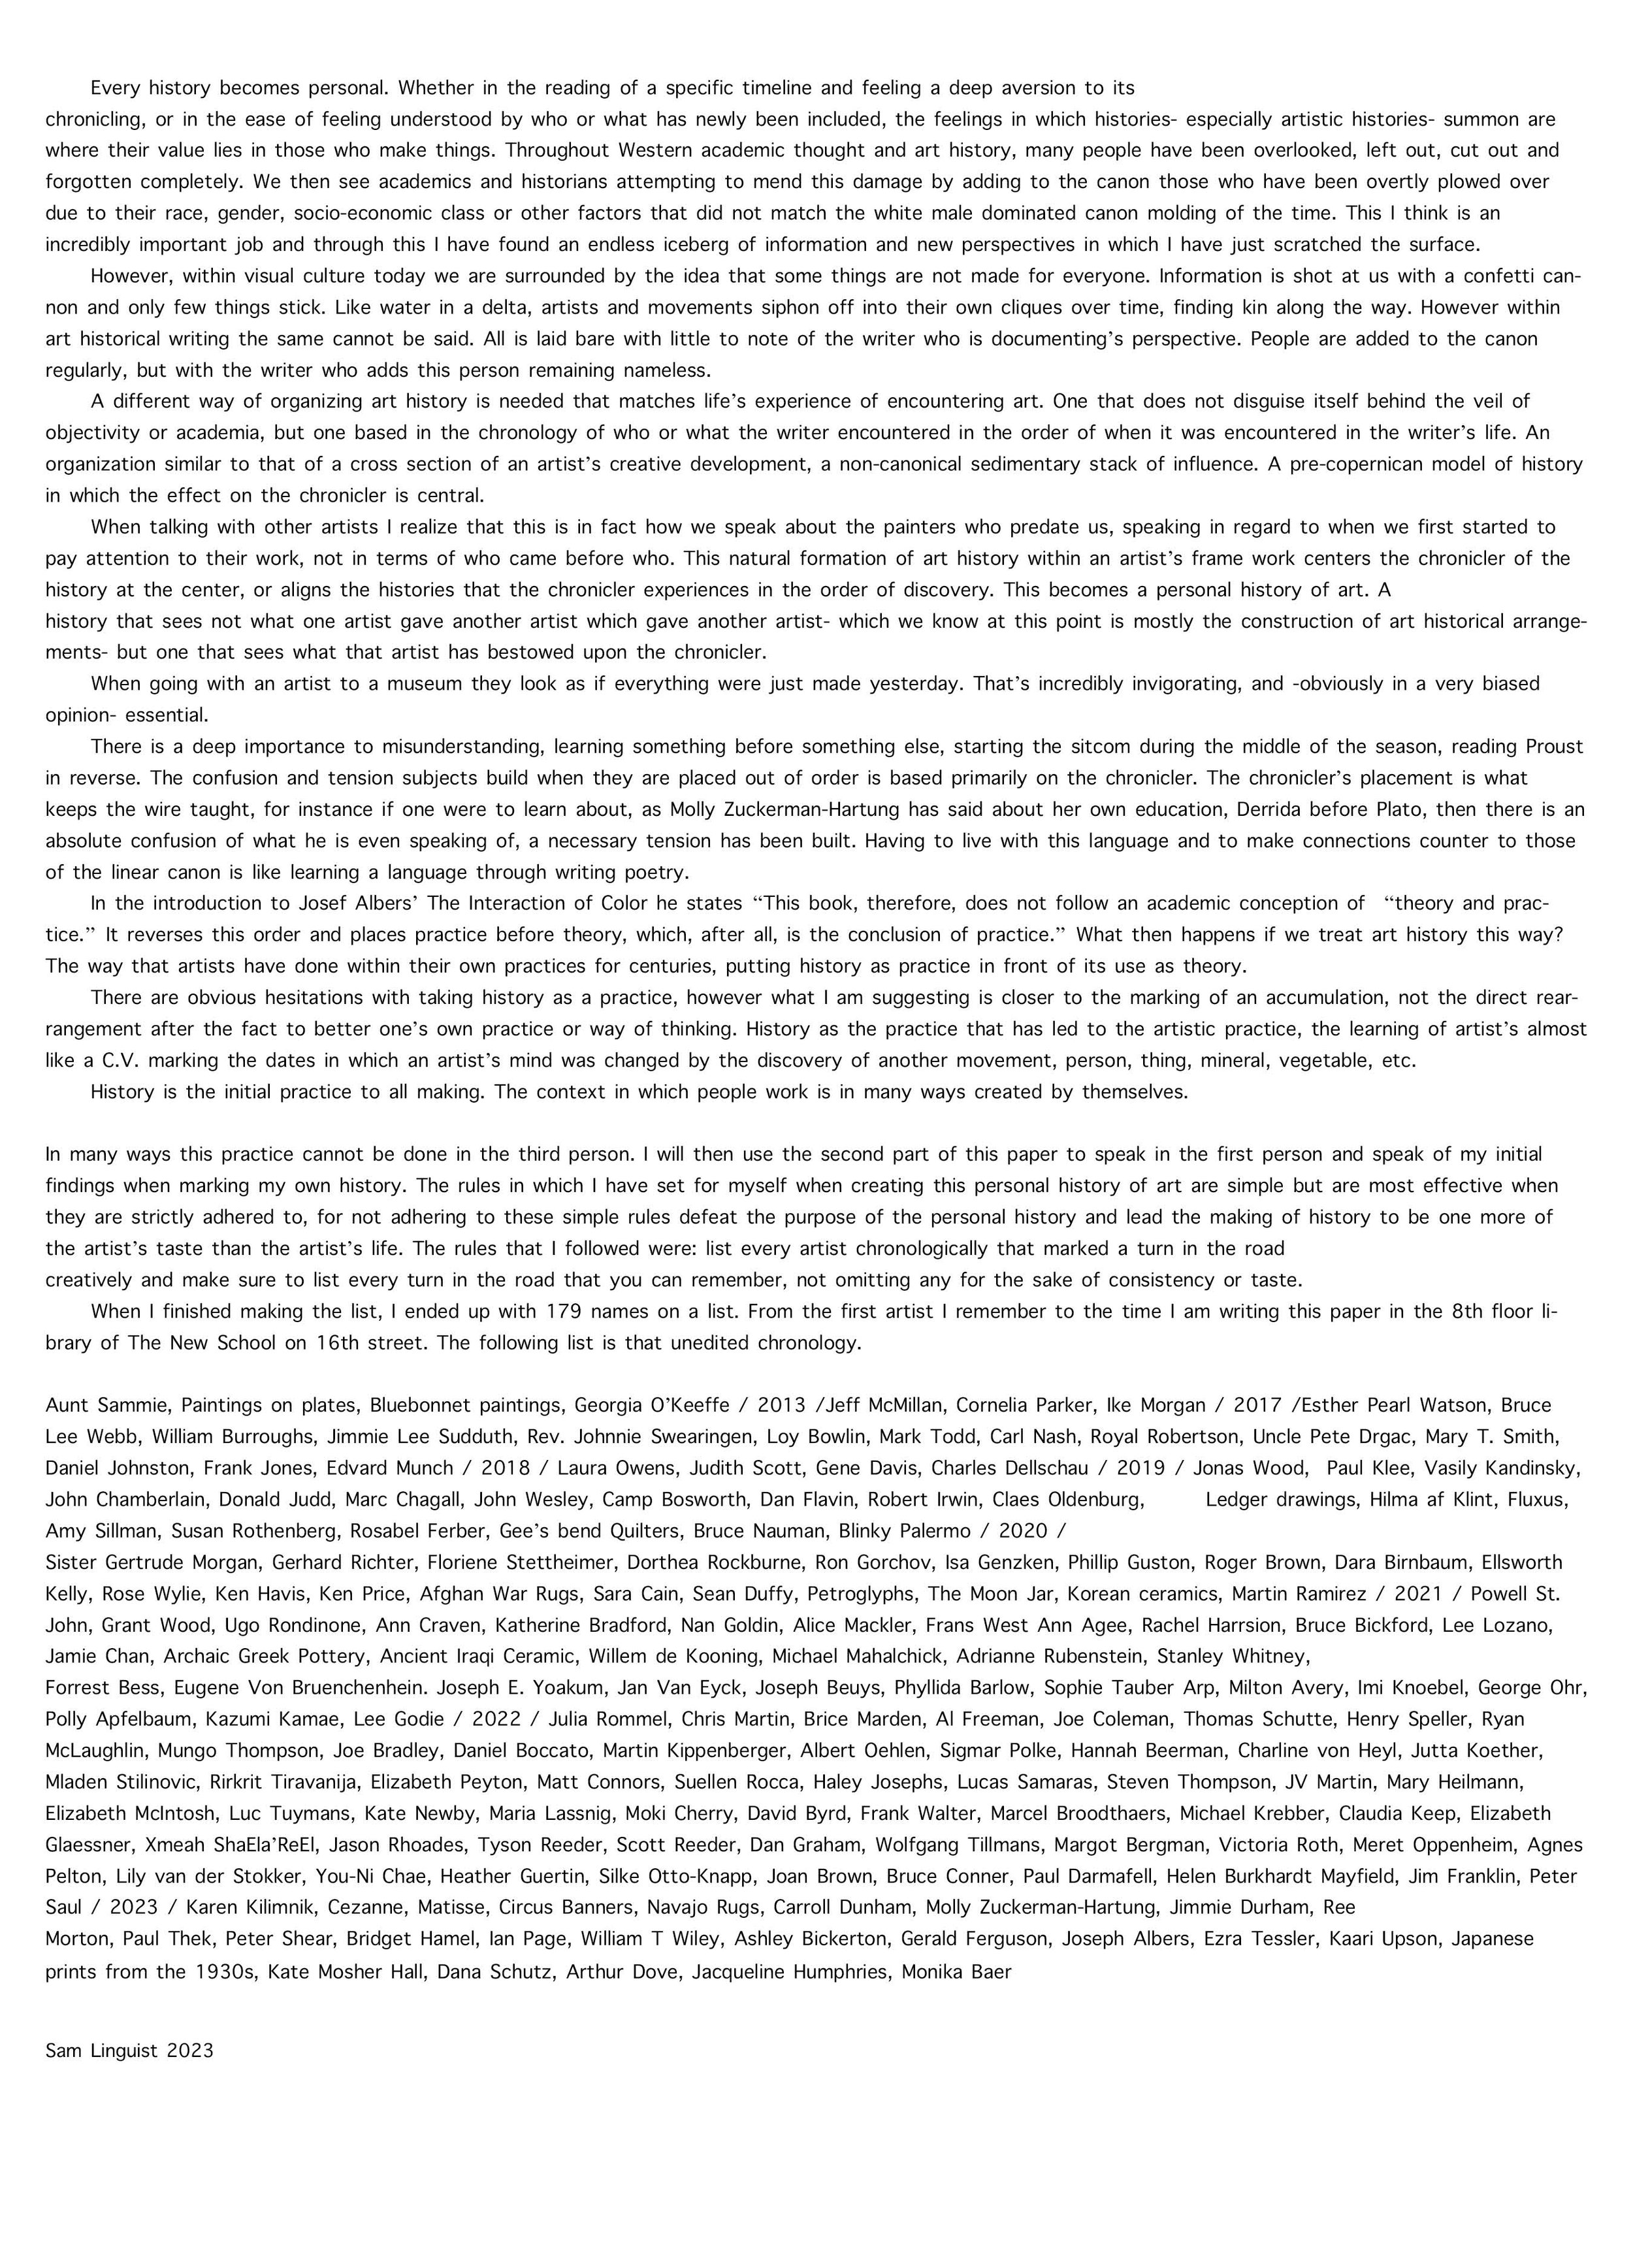 Every history becomes personal. Whether in the reading of a specific timeline and feeling a deep aversion to its
chronicling, or in the ease of feeling understood by who or what has newly been included, the feelings in which histories- especially artistic histories- summon are
where their value lies in those who make things. Throughout Western academic thought and art history, many people have been overlooked, left out, cut out and
forgotten completely. We then see academics and historians attempting to mend this damage by adding to the canon those who have been overtly plowed over
due to their race, gender, socio-economic class or other factors that did not match the white male dominated canon molding of the time. This I think is an
incredibly important job and through this I have found an endless iceberg of information and new perspectives in which I have just scratched the surface.
However, within visual culture today we are surrounded by the idea that some things are not made for everyone. Information is shot at us with a confetti can-
non and only few things stick. Like water in a delta, artists and movements siphon off into their own cliques over time, finding kin along the way. However within
art historical writing the same cannot be said. All is laid bare with little to note of the writer who is documenting’s perspective. People are added to the canon
regularly, but with the writer who adds this person remaining nameless.
A different way of organizing art history is needed that matches life’s experience of encountering art. One that does not disguise itself behind the veil of
objectivity or academia, but one based in the chronology of who or what the writer encountered in the order of when it was encountered in the writer’s life. An
organization similar to that of a cross section of an artist’s creative development, a non-canonical sedimentary stack of influence. A pre-copernican model of history
in which the effect on the chronicler is central.
When talking with other artists I realize that this is in fact how we speak about the painters who predate us, speaking in regard to when we first started to
pay attention to their work, not in terms of who came before who. This natural formation of art history within an artist’s frame work centers the chronicler of the
history at the center, or aligns the histories that the chronicler experiences in the order of discovery. This becomes a personal history of art. A
history that sees not what one artist gave another artist which gave another artist- which we know at this point is mostly the construction of art historical arrange-
ments- but one that sees what that artist has bestowed upon the chronicler.
When going with an artist to a museum they look as if everything were just made yesterday. That’s incredibly invigorating, and -obviously in a very biased
opinion- essential.
There is a deep importance to misunderstanding, learning something before something else, starting the sitcom during the middle of the season, reading Proust
in reverse. The confusion and tension subjects build when they are placed out of order is based primarily on the chronicler. The chronicler’s placement is what
keeps the wire taught, for instance if one were to learn about, as Molly Zuckerman-Hartung has said about her own education, Derrida before Plato, then there is an
absolute confusion of what he is even speaking of, a necessary tension has been built. Having to live with this language and to make connections counter to those
of the linear canon is like learning a language through writing poetry.
In the introduction to Josef Albers’ The Interaction of Color he states “This book, therefore, does not follow an academic conception of “theory and prac-
tice.” It reverses this order and places practice before theory, which, after all, is the conclusion of practice.” What then happens if we treat art history this way?
The way that artists have done within their own practices for centuries, putting history as practice in front of its use as theory.
There are obvious hesitations with taking history as a practice, however what I am suggesting is closer to the marking of an accumulation, not the direct rear-
rangement after the fact to better one’s own practice or way of thinking. History as the practice that has led to the artistic practice, the learning of artist’s almost
like a C.V. marking the dates in which an artist’s mind was changed by the discovery of another movement, person, thing, mineral, vegetable, etc.
History is the initial practice to all making. The context in which people work is in many ways created by themselves.
In many ways this practice cannot be done in the third person. I will then use the second part of this paper to speak in the first person and speak of my initial
findings when marking my own history. The rules in which I have set for myself when creating this personal history of art are simple but are most effective when
they are strictly adhered to, for not adhering to these simple rules defeat the purpose of the personal history and lead the making of history to be one more of
the artist’s taste than the artist’s life. The rules that I followed were: list every artist chronologically that marked a turn in the road
creatively and make sure to list every turn in the road that you can remember, not omitting any for the sake of consistency or taste.
When I finished making the list, I ended up with 179 names on a list. From the first artist I remember to the time I am writing this paper in the 8th floor li-
brary of The New School on 16th street. The following list is that unedited chronology.
Aunt Sammie, Paintings on plates, Bluebonnet paintings, Georgia O’Keeffe / 2013 /Jeff McMillan, Cornelia Parker, Ike Morgan / 2017 /Esther Pearl Watson, Bruce
Lee Webb, William Burroughs, Jimmie Lee Sudduth, Rev. Johnnie Swearingen, Loy Bowlin, Mark Todd, Carl Nash, Royal Robertson, Uncle Pete Drgac, Mary T. Smith,
Daniel Johnston, Frank Jones, Edvard Munch / 2018 / Laura Owens, Judith Scott, Gene Davis, Charles Dellschau / 2019 / Jonas Wood, Paul Klee, Vasily Kandinsky,
John Chamberlain, Donald Judd, Marc Chagall, John Wesley, Camp Bosworth, Dan Flavin, Robert Irwin, Claes Oldenburg, Ledger drawings, Hilma af Klint, Fluxus,
Amy Sillman, Susan Rothenberg, Rosabel Ferber, Gee’s bend Quilters, Bruce Nauman, Blinky Palermo / 2020 /
Sister Gertrude Morgan, Gerhard Richter, Floriene Stettheimer, Dorthea Rockburne, Ron Gorchov, Isa Genzken, Phillip Guston, Roger Brown, Dara Birnbaum, Ellsworth
Kelly, Rose Wylie, Ken Havis, Ken Price, Afghan War Rugs, Sara Cain, Sean Duffy, Petroglyphs, The Moon Jar, Korean ceramics, Martin Ramirez / 2021 / Powell St.
John, Grant Wood, Ugo Rondinone, Ann Craven, Katherine Bradford, Nan Goldin, Alice Mackler, Frans West Ann Agee, Rachel Harrsion, Bruce Bickford, Lee Lozano,
Jamie Chan, Archaic Greek Pottery, Ancient Iraqi Ceramic, Willem de Kooning, Michael Mahalchick, Adrianne Rubenstein, Stanley Whitney,
Forrest Bess, Eugene Von Bruenchenhein. Joseph E. Yoakum, Jan Van Eyck, Joseph Beuys, Phyllida Barlow, Sophie Tauber Arp, Milton Avery, Imi Knoebel, George Ohr,
Polly Apfelbaum, Kazumi Kamae, Lee Godie / 2022 / Julia Rommel, Chris Martin, Brice Marden, Al Freeman, Joe Coleman, Thomas Schutte, Henry Speller, Ryan
McLaughlin, Mungo Thompson, Joe Bradley, Daniel Boccato, Martin Kippenberger, Albert Oehlen, Sigmar Polke, Hannah Beerman, Charline von Heyl, Jutta Koether,
Mladen Stilinovic, Rirkrit Tiravanija, Elizabeth Peyton, Matt Connors, Suellen Rocca, Haley Josephs, Lucas Samaras, Steven Thompson, JV Martin, Mary Heilmann,
Elizabeth McIntosh, Luc Tuymans, Kate Newby, Maria Lassnig, Moki Cherry, David Byrd, Frank Walter, Marcel Broodthaers, Michael Krebber, Claudia Keep, Elizabeth
Glaessner, Xmeah ShaEla’ReEl, Jason Rhoades, Tyson Reeder, Scott Reeder, Dan Graham, Wolfgang Tillmans, Margot Bergman, Victoria Roth, Meret Oppenheim, Agnes
Pelton, Lily van der Stokker, You-Ni Chae, Heather Guertin, Silke Otto-Knapp, Joan Brown, Bruce Conner, Paul Darmafell, Helen Burkhardt Mayfield, Jim Franklin, Peter
Saul / 2023 / Karen Kilimnik, Cezanne, Matisse, Circus Banners, Navajo Rugs, Carroll Dunham, Molly Zuckerman-Hartung, Jimmie Durham, Ree
Morton, Paul Thek, Peter Shear, Bridget Hamel, Ian Page, William T Wiley, Ashley Bickerton, Gerald Ferguson, Joseph Albers, Ezra Tessler, Kaari Upson, Japanese
prints from the 1930s, Kate Mosher Hall, Dana Schutz, Arthur Dove, Jacqueline Humphries, Monika Baer
Sam Linguist 2023